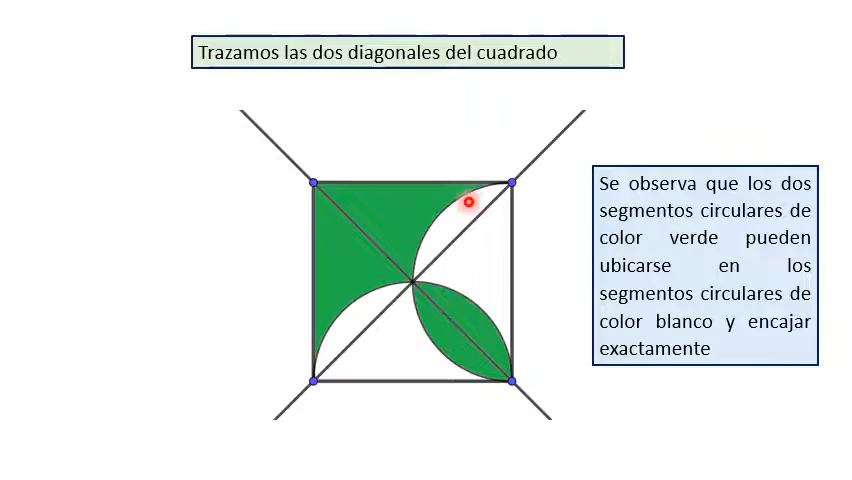 Trazamos las dos diagonales del cuadrado
Se observa que los dos
segmentos circulares de
color verde pueden
ubicarse en los
segmentos circulares de
color blanco y encajar
exactamente